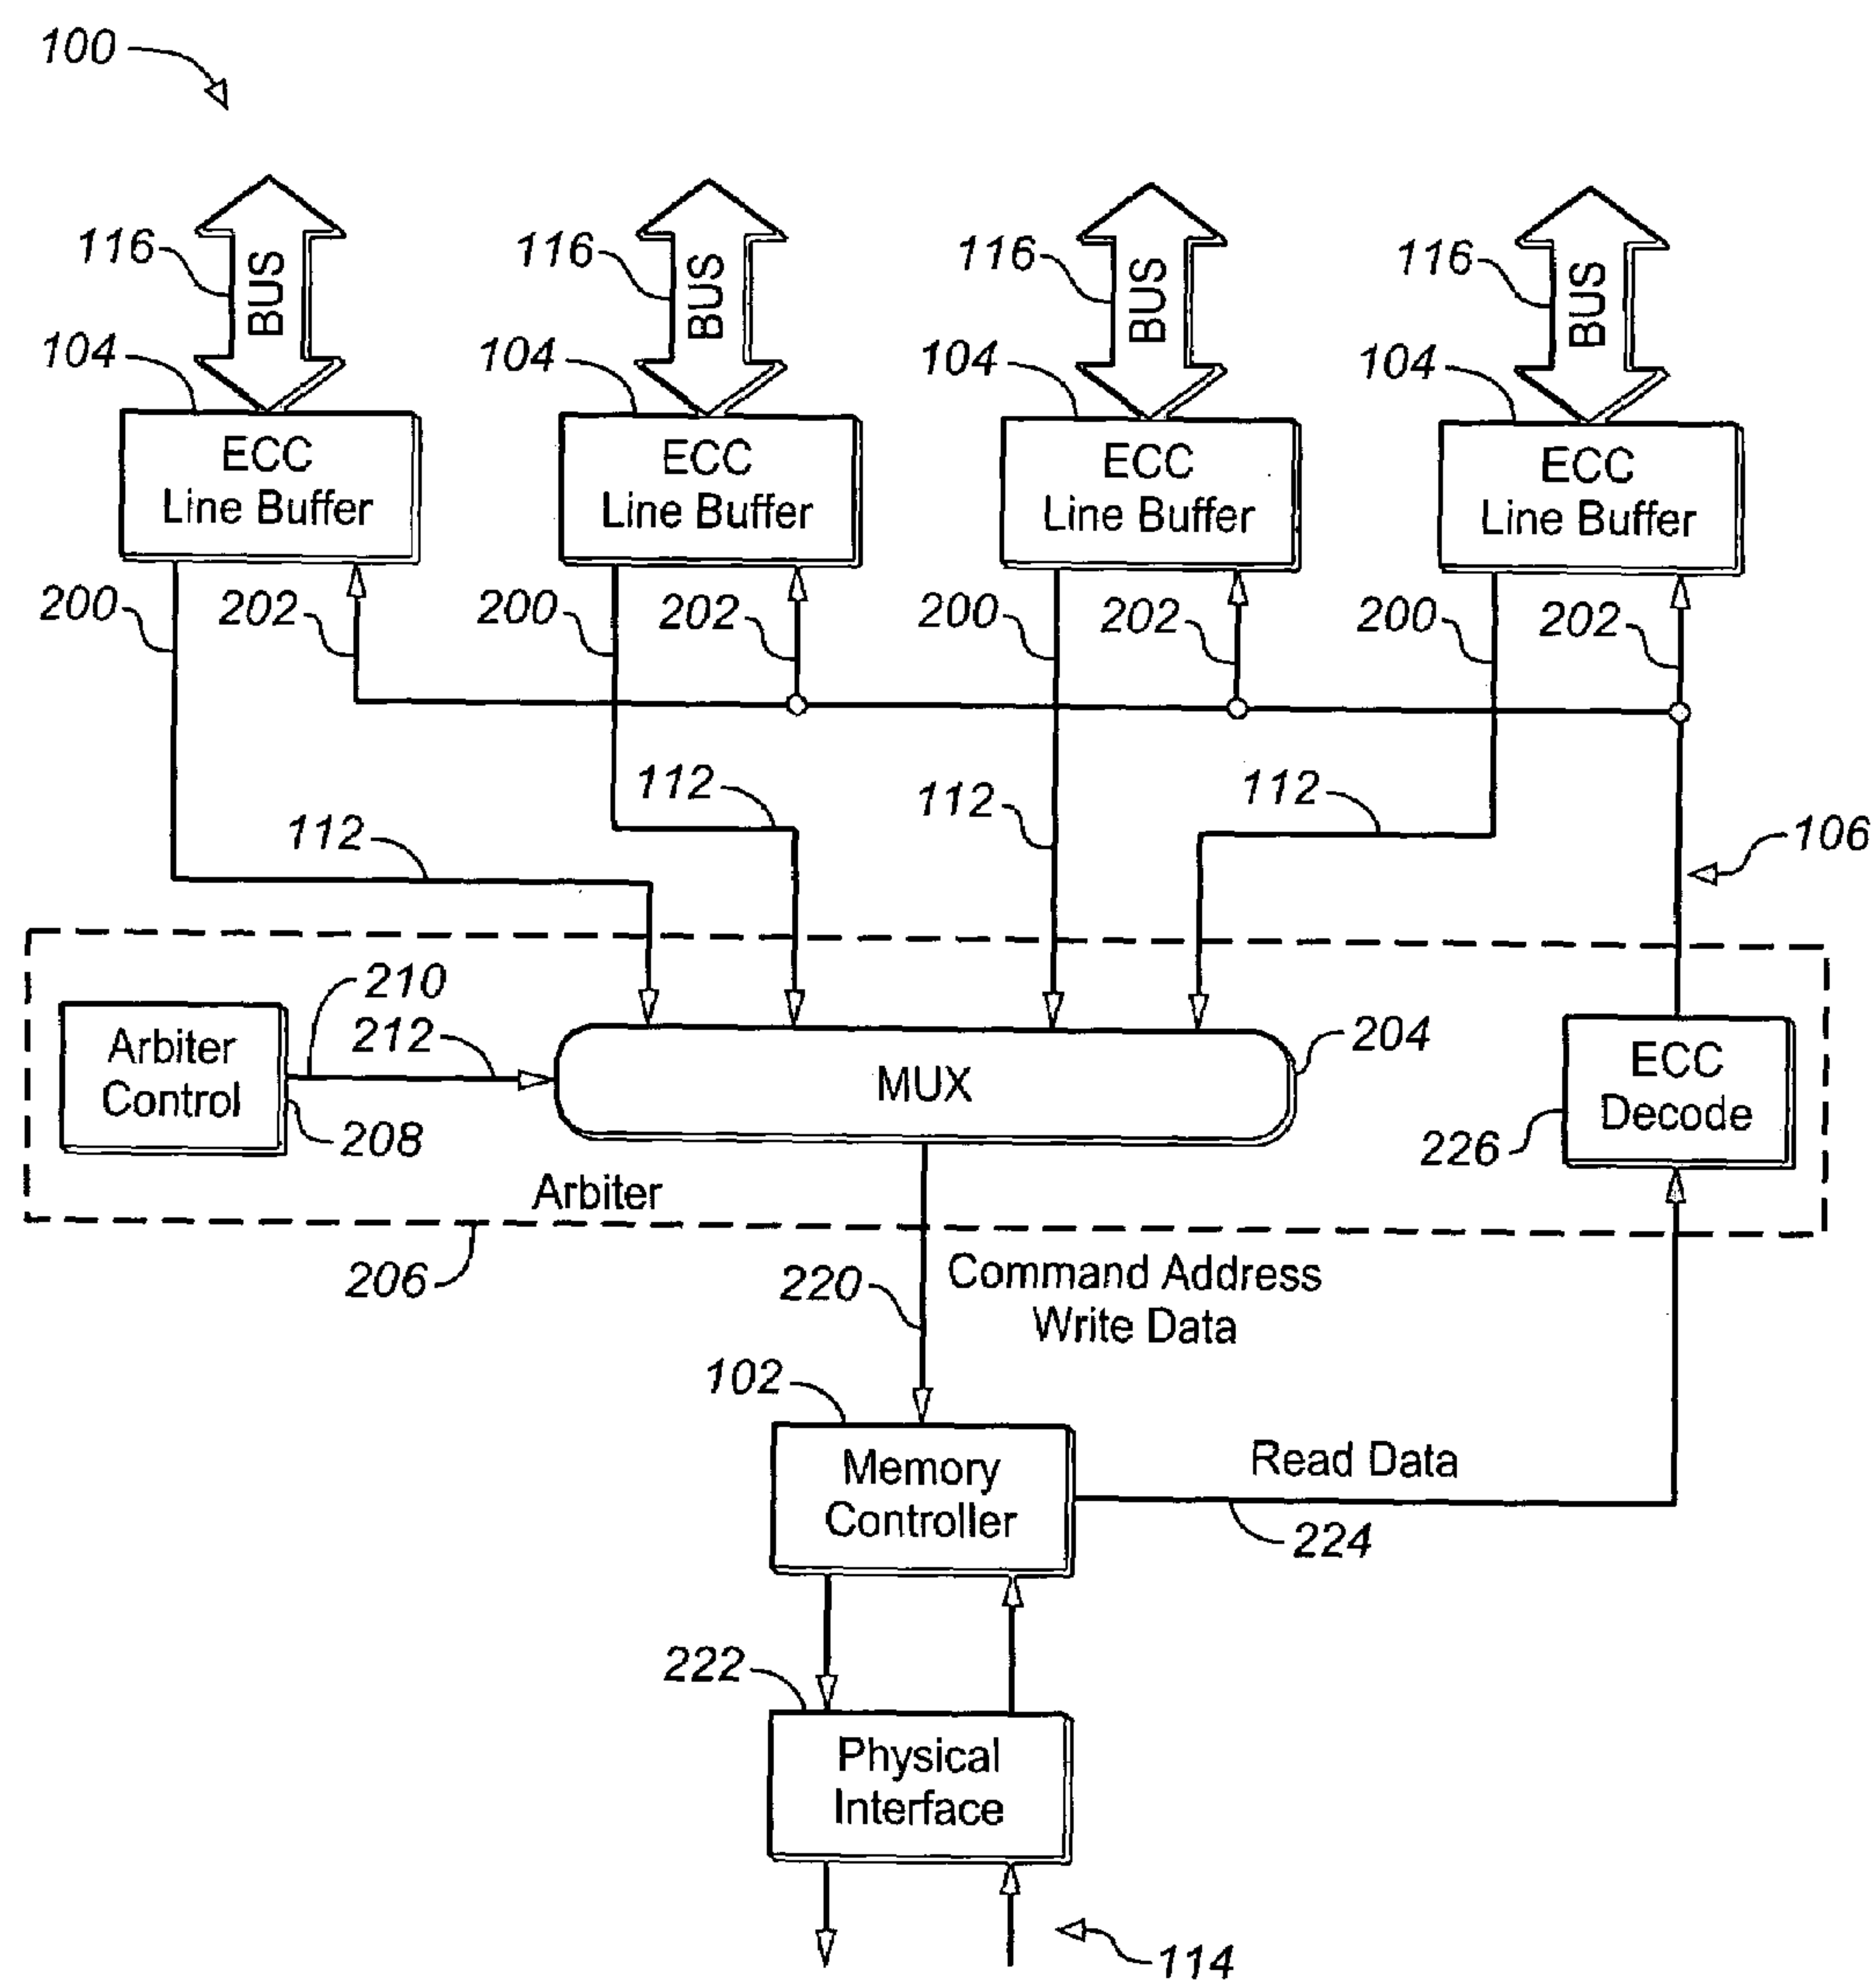 100
116
BUS
116
BUS
116
BUS
116
BUS
104
104
104
104
ECC
Line Buffer
ECC
Line Buffer
ECC
Line Buffer
ECC
Line Buffer
200
202
200
202
200
202
200
202
112
112
112
112
106
210
212
Arbiter
Control
208
MUX
204
ECC
Decode
226
Arbiter
206
220
Command Address
Write Data
102
Memory
Controller
Read Data
224
222
Physical
Interface
114